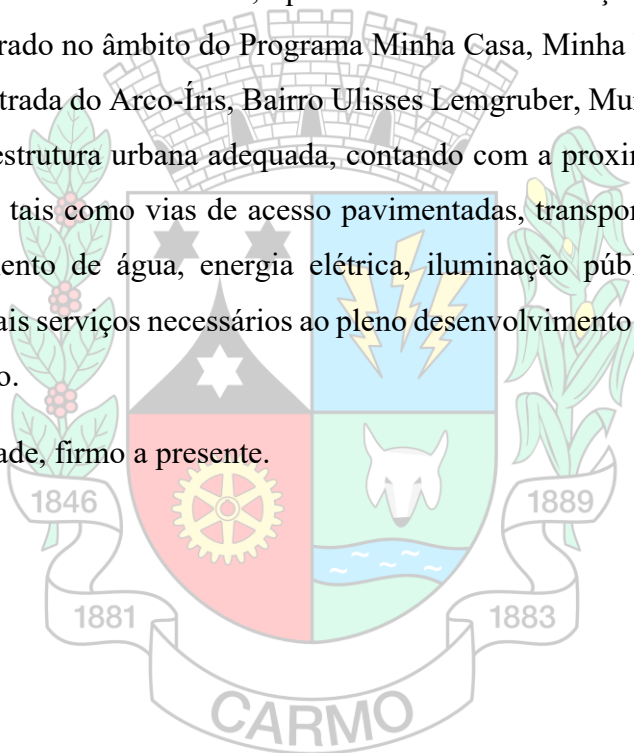 rado no âmbito do Programa Minha Casa, Minha
trada do Arco-Íris, Bairro Ulisses Lemgruber, Mu
estrutura urbana adequada, contando com a proxin
tais como vias de acesso pavimentadas, transpor
ento de água, energia elétrica, iluminação públ
ais serviços necessários ao pleno desenvolvimento
o.
ade, firmo a presente.
1846 1889
1881 1883
CARMO